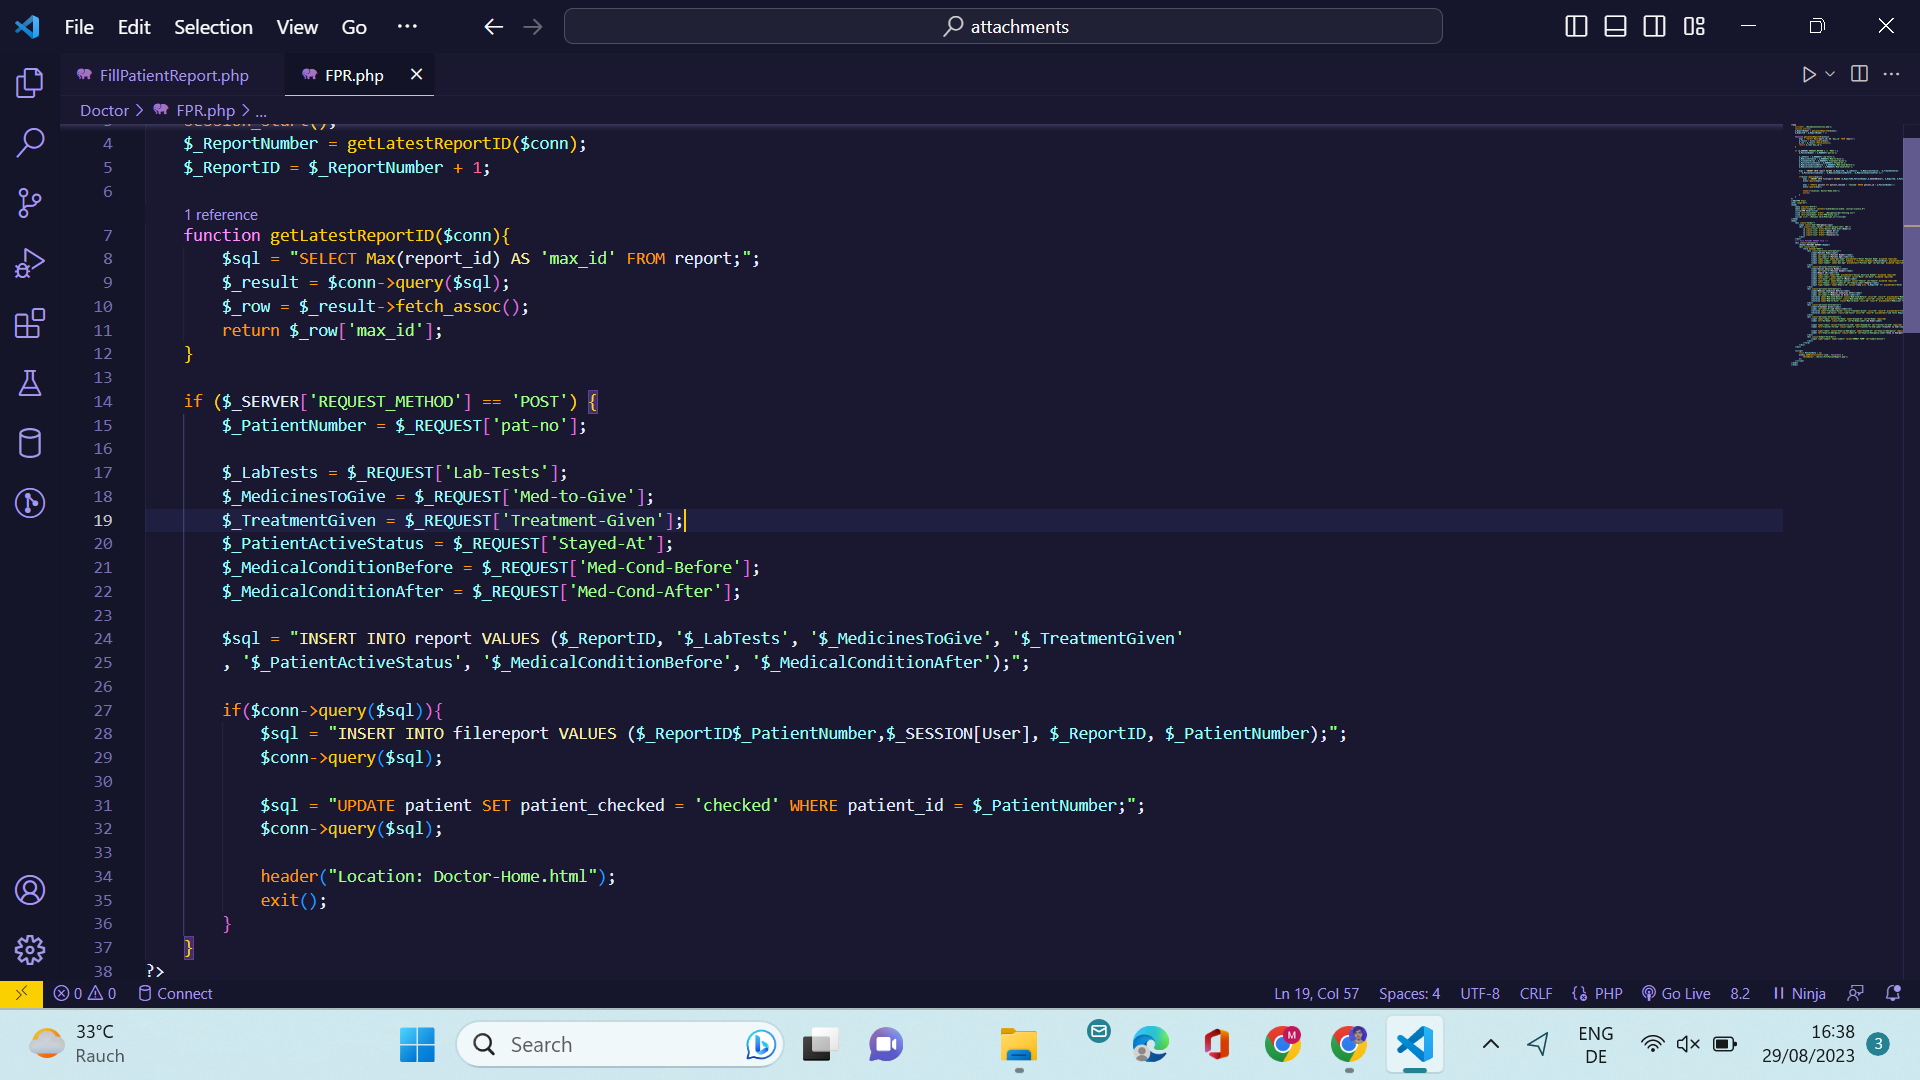 File Edit Selection View Go ··· attachments
FillPatientReport.php FPR.php
Doctor > FPR.php > ...
3 session_start();
4 $_ReportNumber = getLatestReportID($conn);
5 $_ReportID = $_ReportNumber + 1;
6
1 reference
7 function getLatestReportID($conn){
8 $sql = "SELECT Max(report_id) AS 'max_id' FROM report;";
9 $_result = $conn->query($sql);
10 $_row = $_result->fetch_assoc();
11 return $_row['max_id'];
12 }
13
14 if ($_SERVER['REQUEST_METHOD'] == 'POST') {
15 $_PatientNumber = $_REQUEST['pat-no'];
16
17 $_LabTests = $_REQUEST['Lab-Tests'];
18 $_MedicinesToGive = $_REQUEST['Med-to-Give'];
19 $_TreatmentGiven = $_REQUEST['Treatment-Given'];
20 $_PatientActiveStatus = $_REQUEST['Stayed-At'];
21 $_MedicalConditionBefore = $_REQUEST['Med-Cond-Before'];
22 $_MedicalConditionAfter = $_REQUEST['Med-Cond-After'];
23
24 $sql = "INSERT INTO report VALUES ($_ReportID, '$_LabTests', '$_MedicinesToGive', '$_TreatmentGiven'
25 , '$_PatientActiveStatus', '$_MedicalConditionBefore', '$_MedicalConditionAfter');";
26
27 if($conn->query($sql)){
28 $sql = "INSERT INTO filereport VALUES ($_ReportID$_PatientNumber,$_SESSION[User], $_ReportID, $_PatientNumber);";
29 $conn->query($sql);
30
31 $sql = "UPDATE patient SET patient_checked = 'checked' WHERE patient_id = $_PatientNumber;";
32 $conn->query($sql);
33
34 header("Location: Doctor-Home.html");
35 exit();
36 }
37 }
38 ?>
0 0 Connect Ln 19, Col 57 Spaces: 4 UTF-8 CRLF PHP Go Live 8.2 Ninja
33°C
Rauch
Search
ENG
DE
16:38
29/08/2023
3